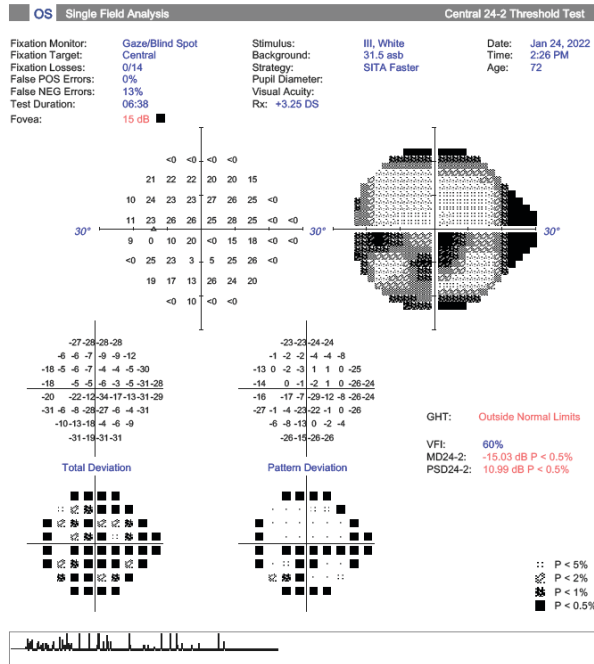 OS Single Field Analysis Central 24-2 Threshold Test
Fixation Monitor: Gaze/Blind Spot Stimulus: III, White Date: Jan 24, 2022
Fixation Target: Central Background: 31.5 asb Time: 2:26 PM
Fixation Losses: 0/14 Strategy: SITA Faster Age: 72
False POS Errors: 0% Pupil Diameter:
False NEG Errors: 13% Visual Acuity:
Test Duration: 06:38 Rx: +3.25 DS
Fovea: 15 dB
<0 <0 <0 <0
21 22 22 20 20 15
10 24 23 23 27 26 25 <0
11 23 26 26 25 28 25 <0 <0
30° 30° 30°
9 0 10 20 <0 15 18 <0 <0
<0 25 23 3 5 25 26 <0
19 17 13 26 24 20
<0 10 <0 <0
-27 -28 -28 -28 -23 -23 -24 -24
-6 -6 -7 -9 -9 -12 -1 -2 -2 -4 -4 -8
-18 -5 -6 -7 -4 -5 -30 -13 0 -2 -3 1 1 0 -25
-18 -5 -5 -6 -3 -5 -31 -28 -14 0 -1 -2 1 0 -26 -24
-20 -22 -12 -34 -17 -13 -31 -29 -16 -17 -7 -29 -12 -8 -26 -24
-31 -6 -8 -28 -27 -6 -4 -31 -27 -1 -4 -23 -22 -1 0 -26
-10 -13 -18 -4 -6 -9 -6 -8 -13 0 -2 -4
-31 -19 -31 -31 -26 -15 -26 -26
GHT: Outside Normal Limits
VFI: 60%
MD24-2: -15.03 dB P < 0.5%
PSD24-2: 10.99 dB P < 0.5%
Total Deviation Pattern Deviation
P < 5%
P < 2%
P < 1%
P < 0.5%